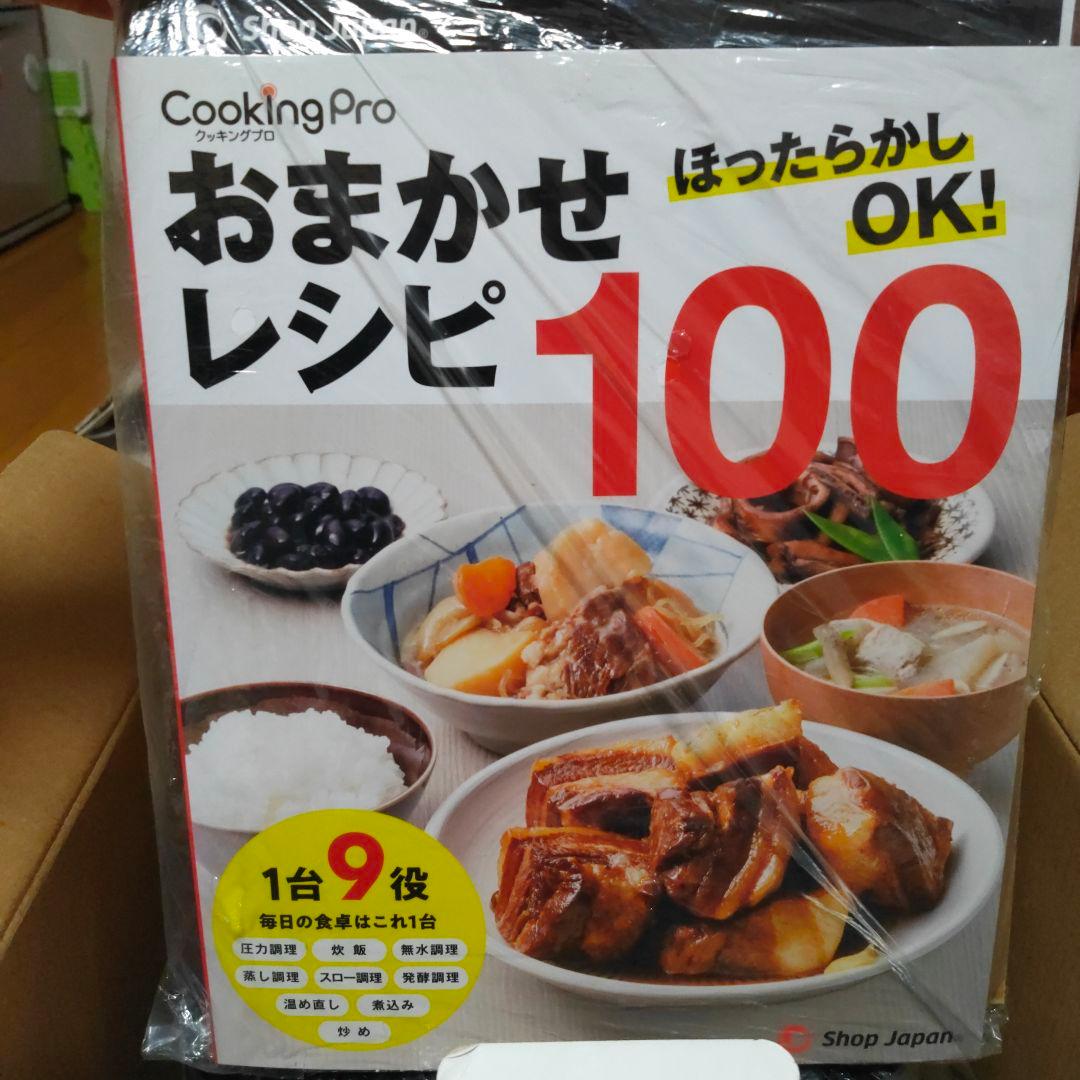 Shop Japan
CookingPro
クッキングプロ
おまかせ
レシピ100
ほったらかし
OK!
1台9役
毎日の食卓はこれ1台
圧力調理 炊飯 無水調理
蒸し調理 スロー調理 発酵調理
温め直し 煮込み
炒め
Shop Japan